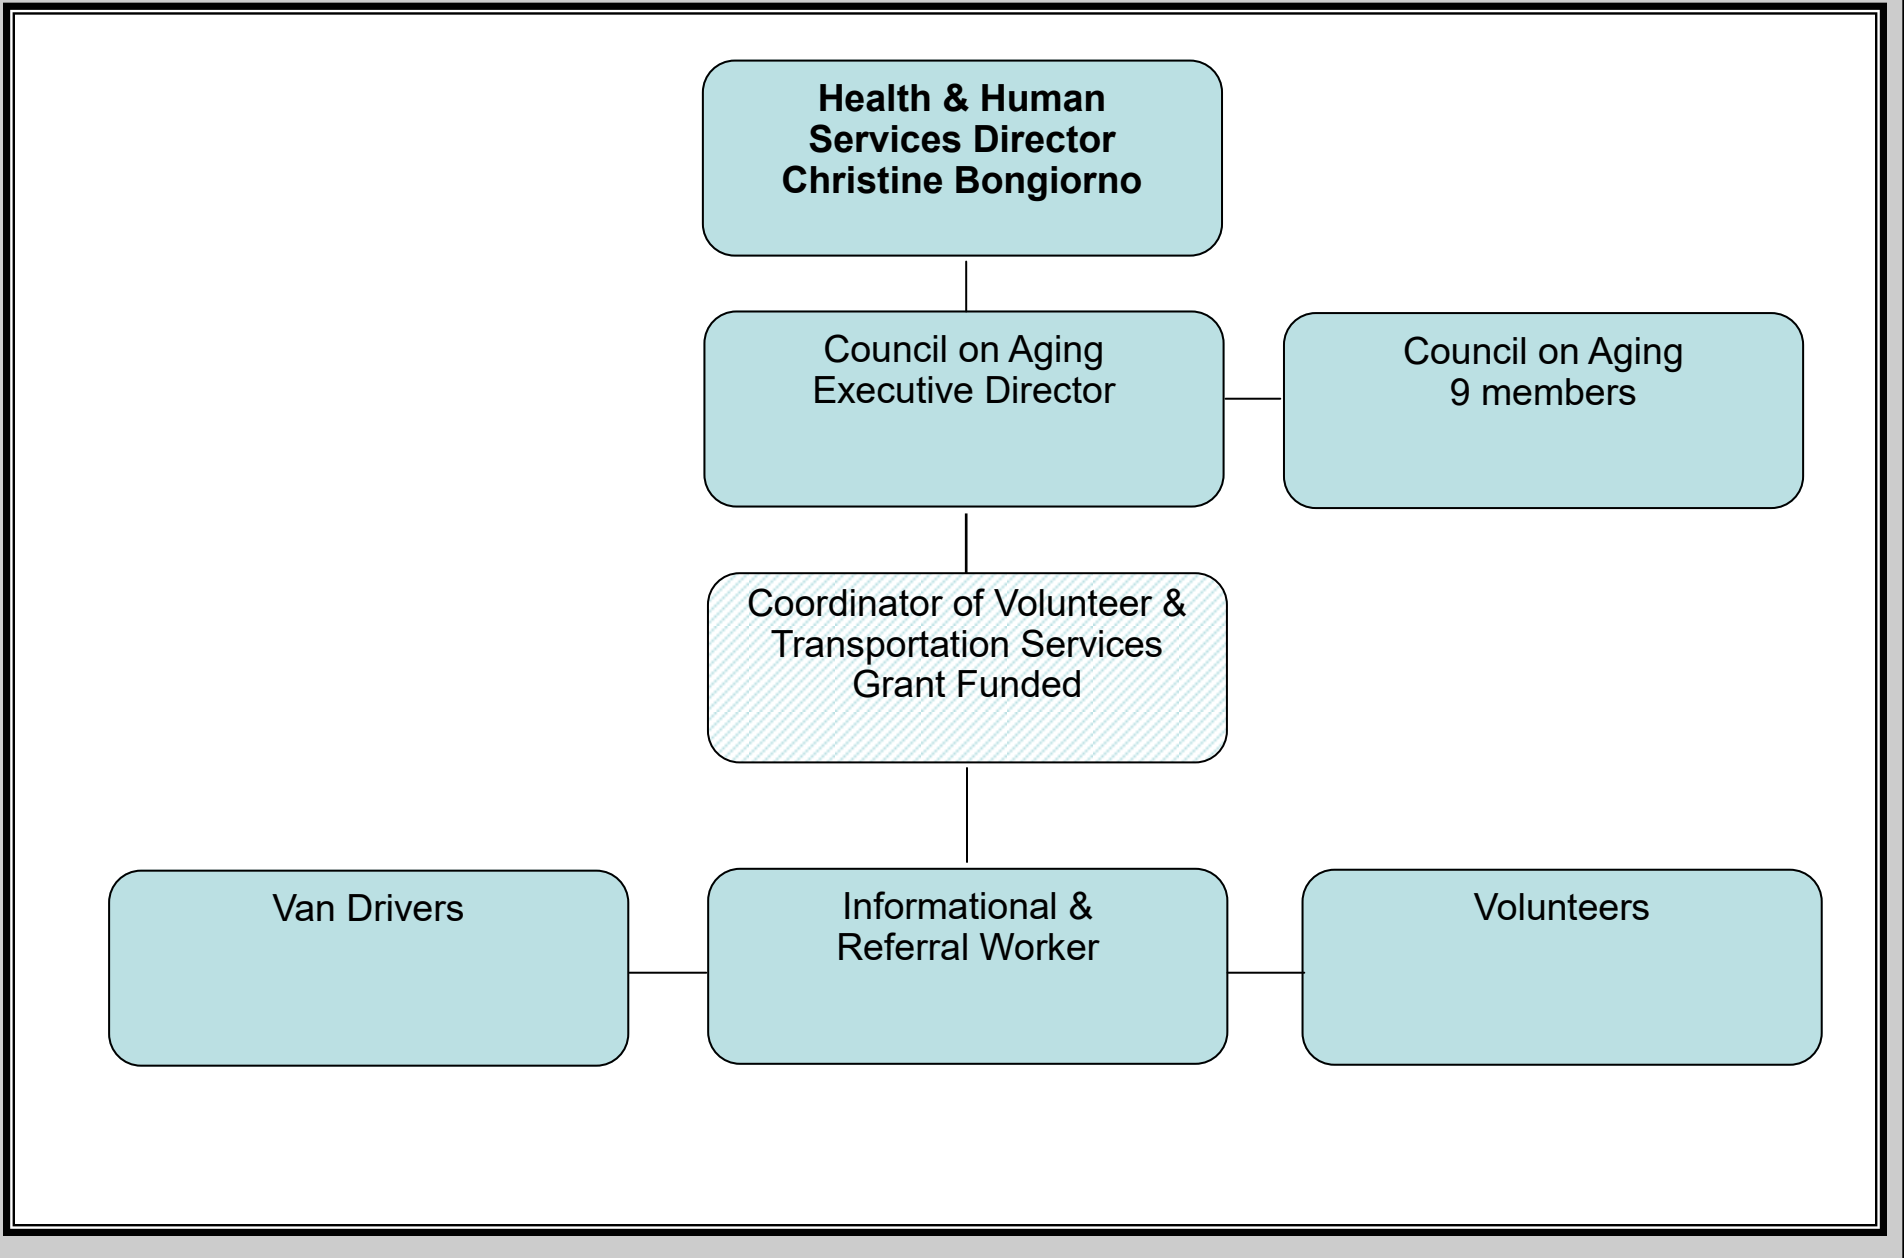 Health & Human
Services Director
Christine Bongiorno
Council on Aging
Executive Director
Council on Aging
9 members
Coordinator of Volunteer &
Transportation Services
Grant Funded
Van Drivers
Informational &
Referral Worker
Volunteers